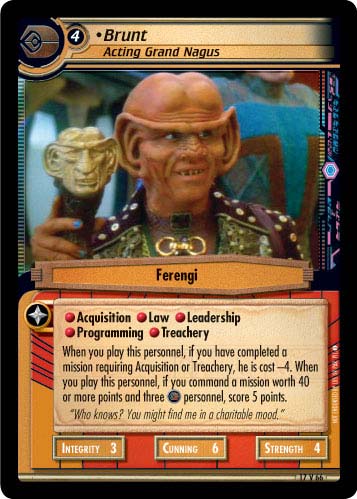 4
•Brunt
Acting Grand Nagus
Ferengi
•Acquisition •Law •Leadership
•Programming •Treachery
When you play this personnel, if you have completed a
mission requiring Acquisition or Treachery, he is cost -4. When
you play this personnel, if you command a mission worth 40
or more points and three personnel, score 5 points.
"Who knows? You might find me in a charitable mood."
INTEGRITY 3 CUNNING 6 STRENGTH 4
17 V 66